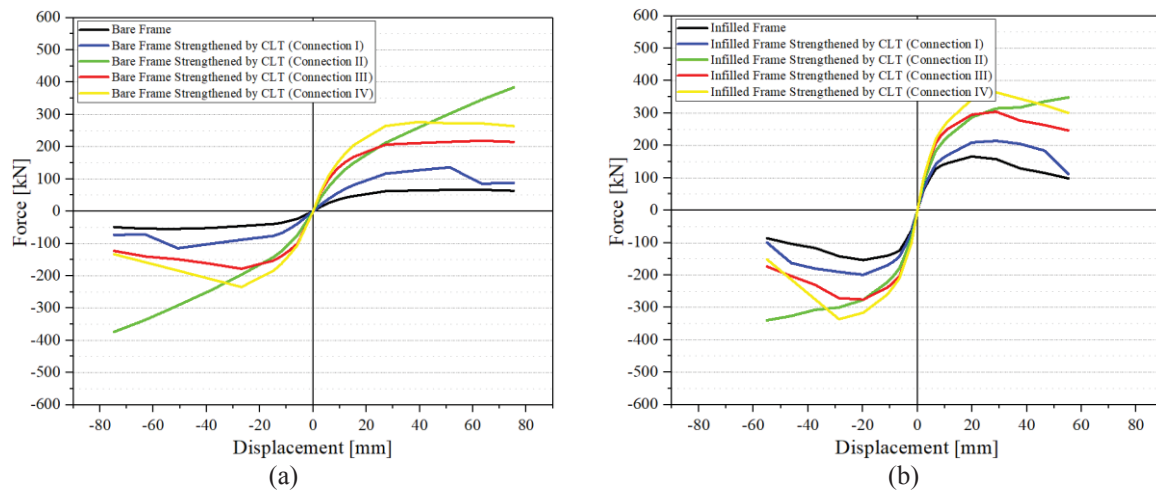 600
500
400
300
200
100
0
-100
-200
-300
-400
-500
-600
Force [kN]
Bare Frame
Bare Frame Strengthened by CLT (Connection I)
Bare Frame Strengthened by CLT (Connection II)
Bare Frame Strengthened by CLT (Connection III)
Bare Frame Strengthened by CLT (Connection IV)
-80 -60 -40 -20 0 20 40 60 80
Displacement [mm]
(a)
600
500
400
300
200
100
0
-100
-200
-300
-400
-500
-600
Force [kN]
Infilled Frame
Infilled Frame Strengthened by CLT (Connection I)
Infilled Frame Strengthened by CLT (Connection II)
Infilled Frame Strengthened by CLT (Connection III)
Infilled Frame Strengthened by CLT (Connection IV)
-80 -60 -40 -20 0 20 40 60 80
Displacement [mm]
(b)